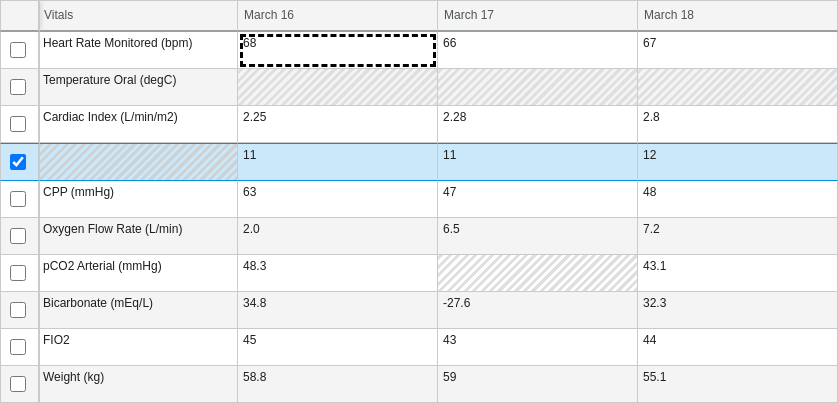 Vitals March 16 March 17 March 18
Heart Rate Monitored (bpm) 68 66 67
Temperature Oral (degC)
Cardiac Index (L/min/m2) 2.25 2.28 2.8
11 11 12
CPP (mmHg) 63 47 48
Oxygen Flow Rate (L/min) 2.0 6.5 7.2
pCO2 Arterial (mmHg) 48.3 43.1
Bicarbonate (mEq/L) 34.8 -27.6 32.3
FIO2 45 43 44
Weight (kg) 58.8 59 55.1